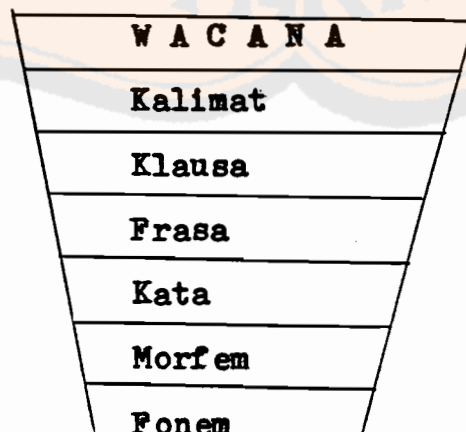 W A C A N A
Kalimat
Klausa
Frasa
Kata
Morfem
Fonem